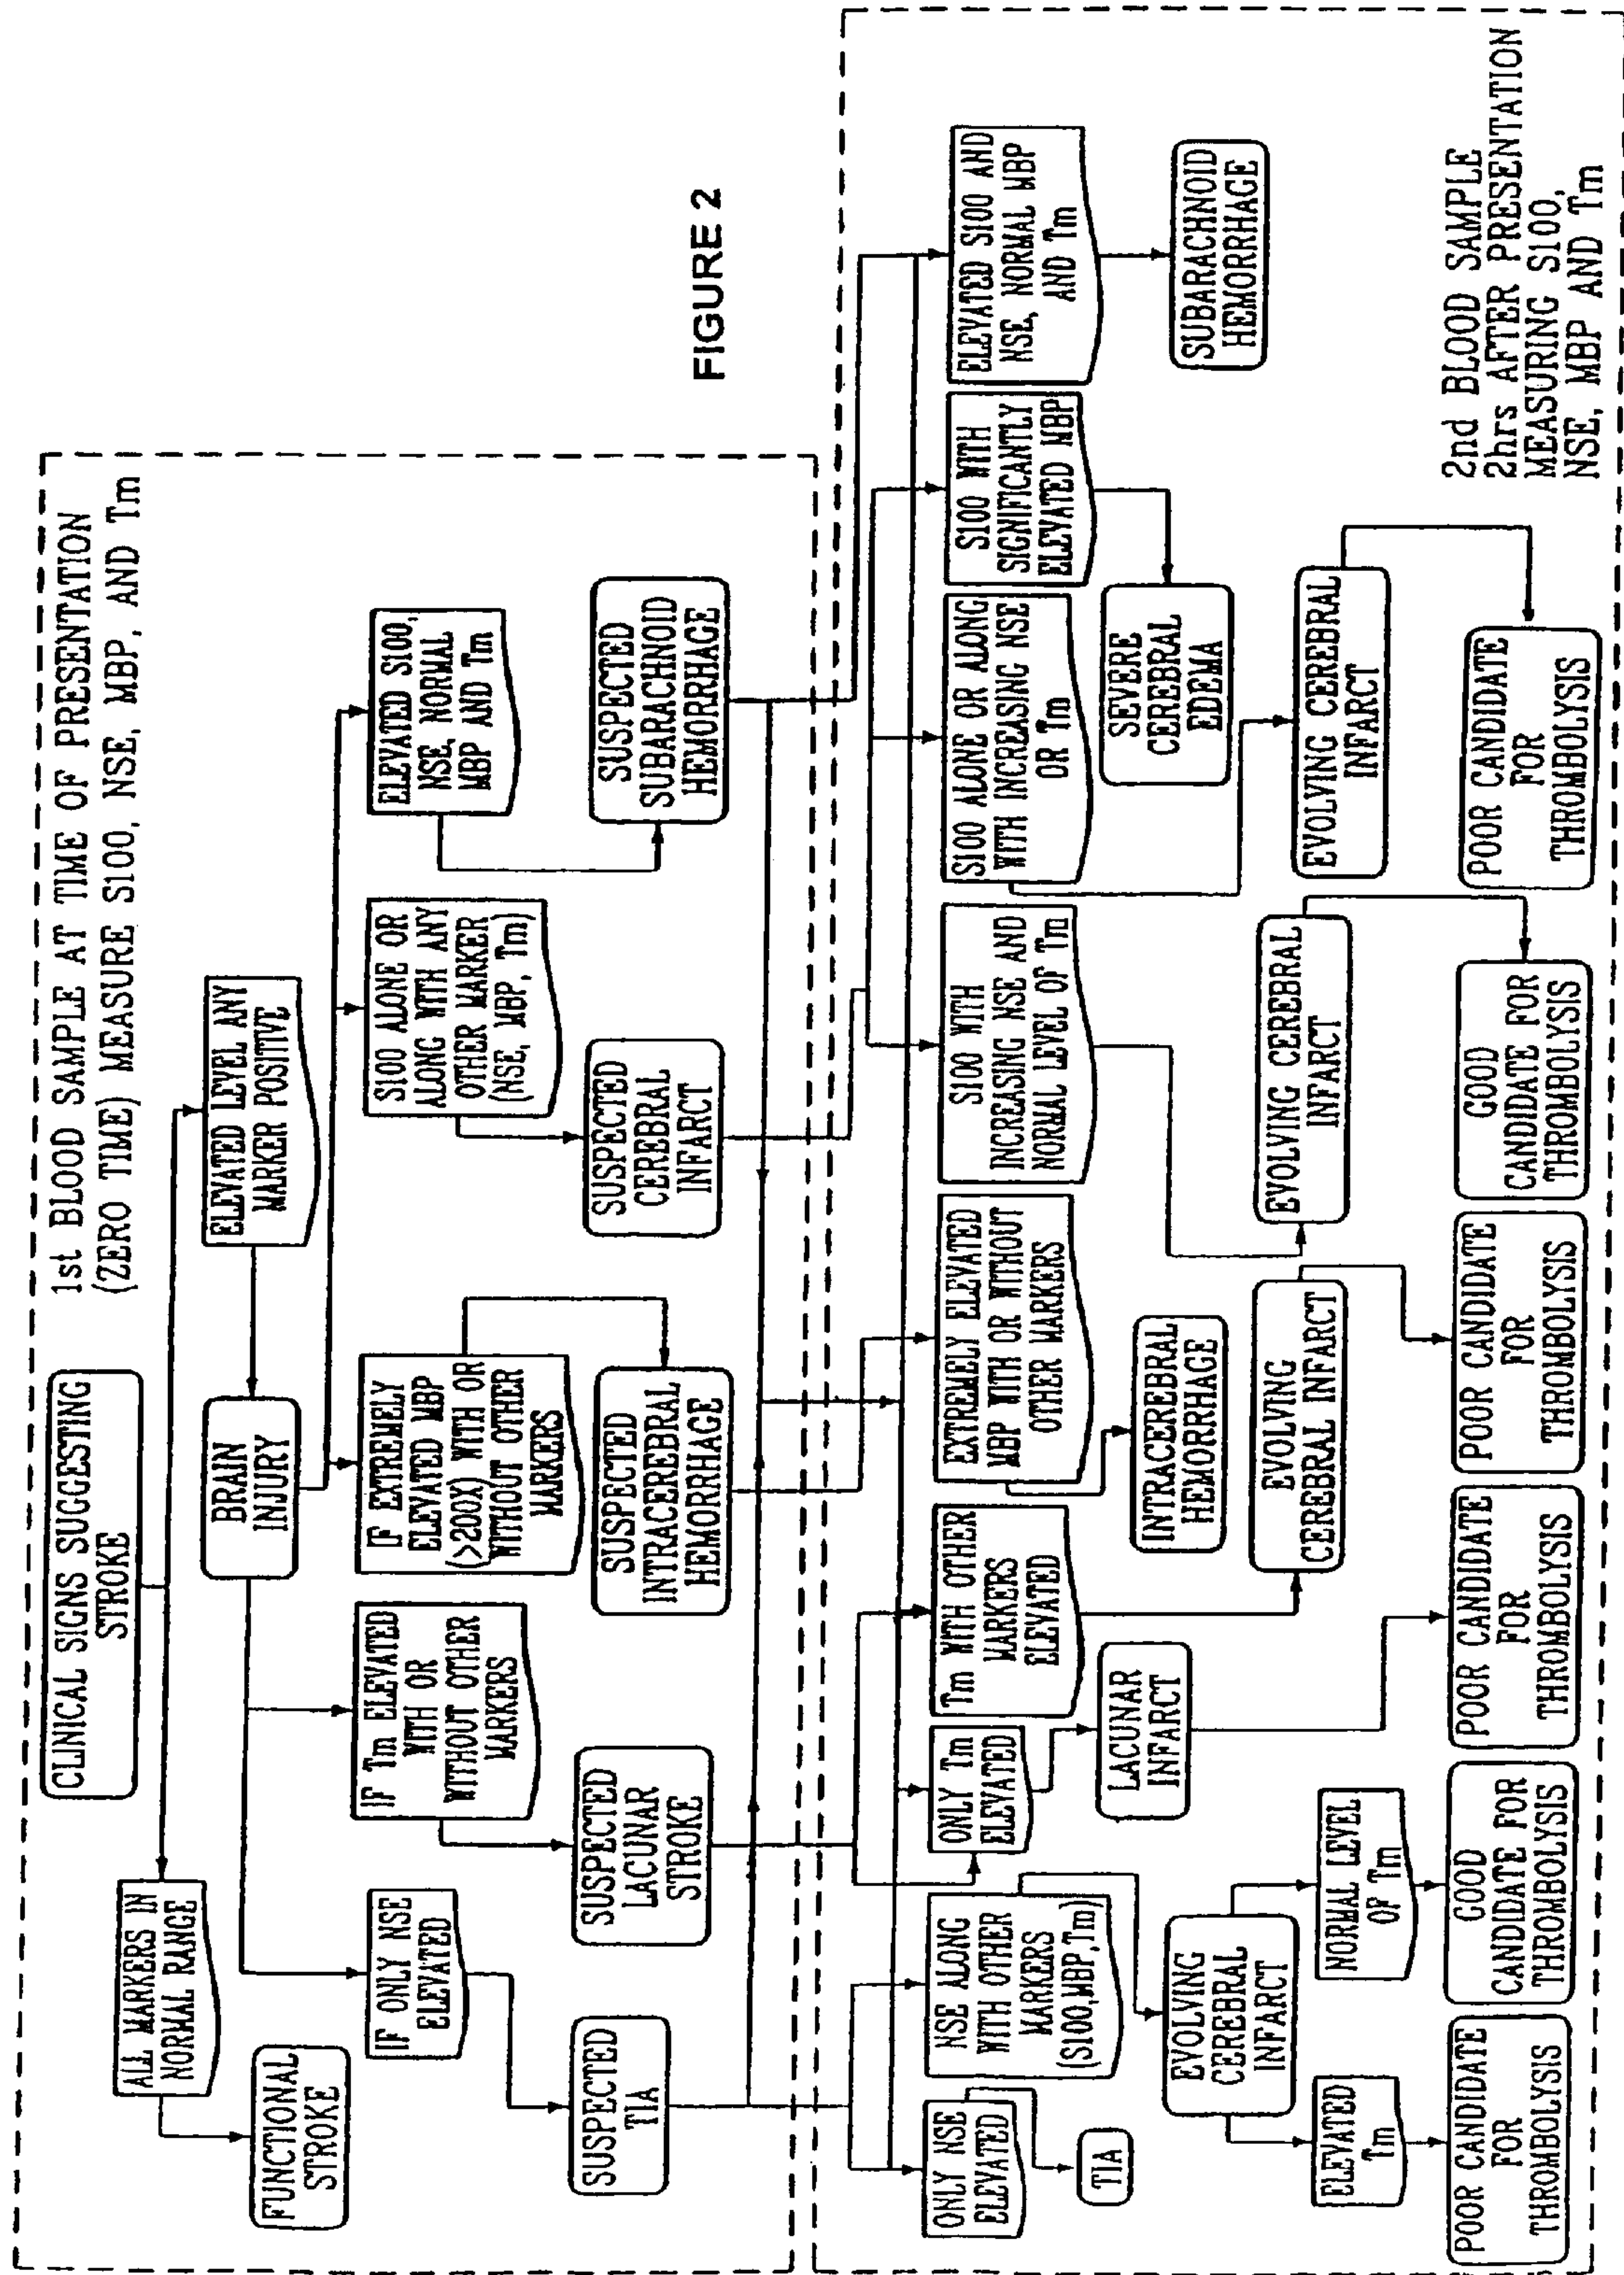 1st BLOOD SAMPLE AT TIME OF PRESENTATION
(ZERO TIME) MEASURE S100, NSE, MBP, AND Tm
CLINICAL SIGNS SUGGESTING
STROKE
ALL MARKERS IN
NORMAL RANGE
FUNCTIONAL
STROKE
ELEVATED LEVEL ANY
MARKER POSITIVE
BRAIN
INJURY
IF ONLY NSE
ELEVATED
SUSPECTED
TIA
IF Tm ELEVATED
WITH OR
WITHOUT OTHER
MARKERS
SUSPECTED
LACUNAR
STROKE
IF EXTREMELY
ELEVATED MBP
(>200X) WITH OR
WITHOUT OTHER
MARKERS
SUSPECTED
INTRACEREBRAL
HEMORRHAGE
S100 ALONE OR
ALONG WITH ANY
OTHER MARKER
(NSE, MBP, Tm)
SUSPECTED
CEREBRAL
INFARCT
ELEVATED S100,
NSE, NORMAL
MBP AND Tm
SUSPECTED
SUBARACHNOID
HEMORRHAGE
FIGURE 2
ONLY NSE
ELEVATED
TIA
NSE ALONG
WITH OTHER
MARKERS
(S100,MBP,Tm)
EVOLVING
CEREBRAL
INFARCT
ELEVATED
Tm
POOR CANDIDATE
FOR
THROMBOLYSIS
NORMAL LEVEL
OF Tm
GOOD
CANDIDATE FOR
THROMBOLYSIS
ONLY Tm
ELEVATED
LACUNAR
INFARCT
POOR CANDIDATE
FOR
THROMBOLYSIS
Tm WITH OTHER
MARKERS
ELEVATED
EVOLVING
CEREBRAL INFARCT
POOR CANDIDATE
FOR
THROMBOLYSIS
EXTREMELY ELEVATED
MBP WITH OR WITHOUT
OTHER MARKERS
INTRACEREBRAL
HEMORRHAGE
S100 WITH
INCREASING NSE AND
NORMAL LEVEL OF Tm
EVOLVING CEREBRAL
INFARCT
GOOD
CANDIDATE FOR
THROMBOLYSIS
S100 ALONE OR ALONG
WITH INCREASING NSE
OR Tm
EVOLVING CEREBRAL
INFARCT
POOR CANDIDATE
FOR
THROMBOLYSIS
S100 WITH
SIGNIFICANTLY
ELEVATED MBP
SEVERE
CEREBRAL
EDEMA
ELEVATED S100 AND
NSE, NORMAL MBP
AND Tm
SUBARACHNOID
HEMORRHAGE
2nd BLOOD SAMPLE
2hrs AFTER PRESENTATION
MEASURING S100,
NSE, MBP AND Tm